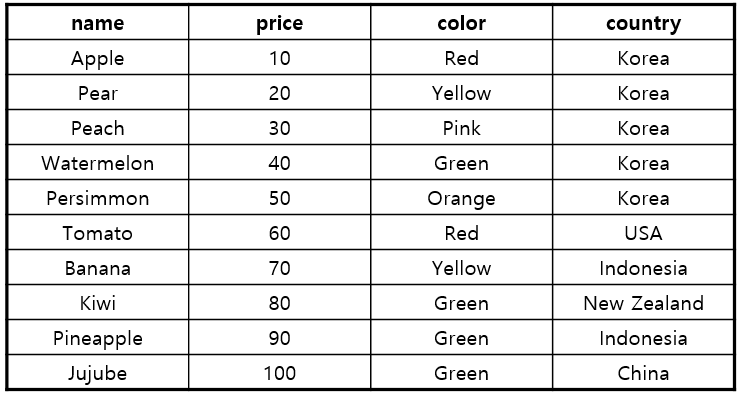 name price color country
Apple 10 Red Korea
Pear 20 Yellow Korea
Peach 30 Pink Korea
Watermelon 40 Green Korea
Persimmon 50 Orange Korea
Tomato 60 Red USA
Banana 70 Yellow Indonesia
Kiwi 80 Green New Zealand
Pineapple 90 Green Indonesia
Jujube 100 Green China